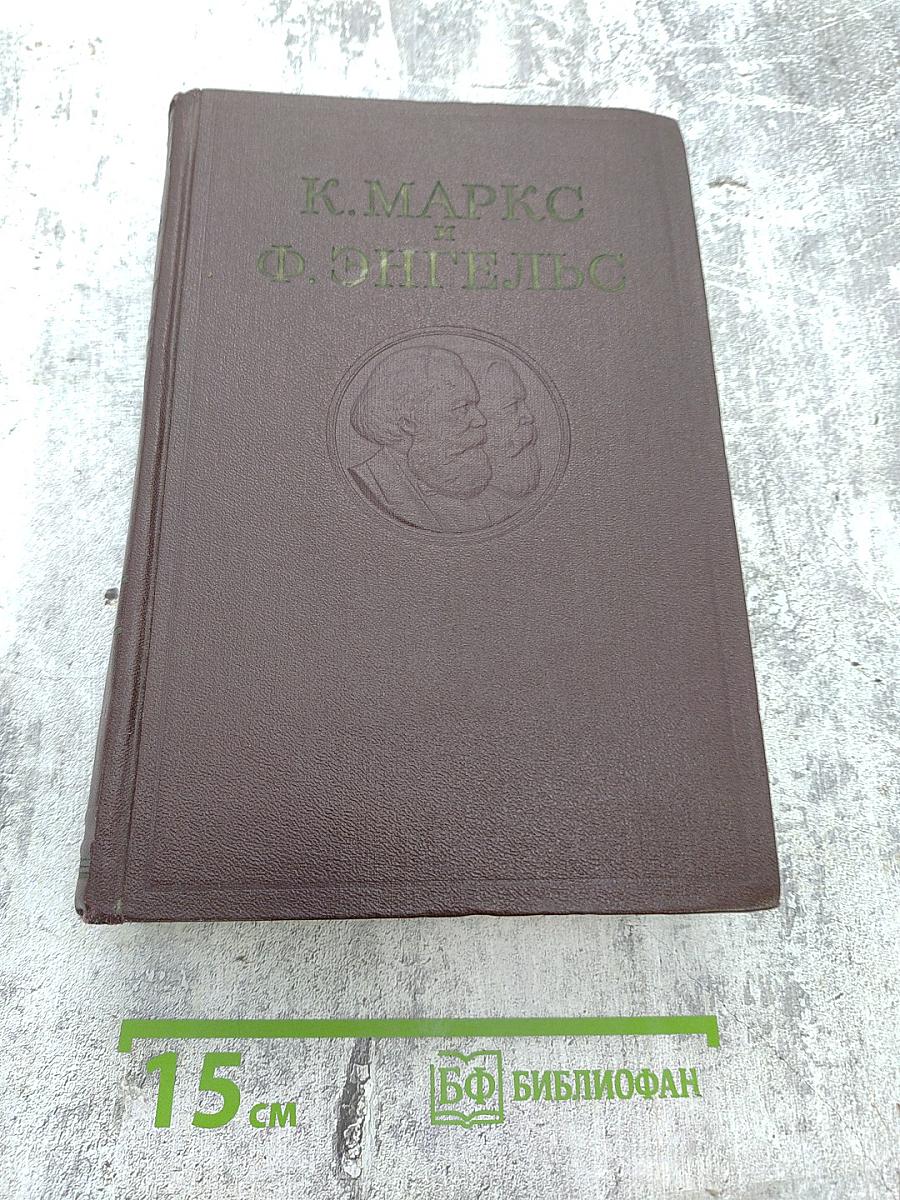 К. МАРКС
и
Ф. ЭНГЕЛЬС
15 см
БФ БИБЛИОФАН